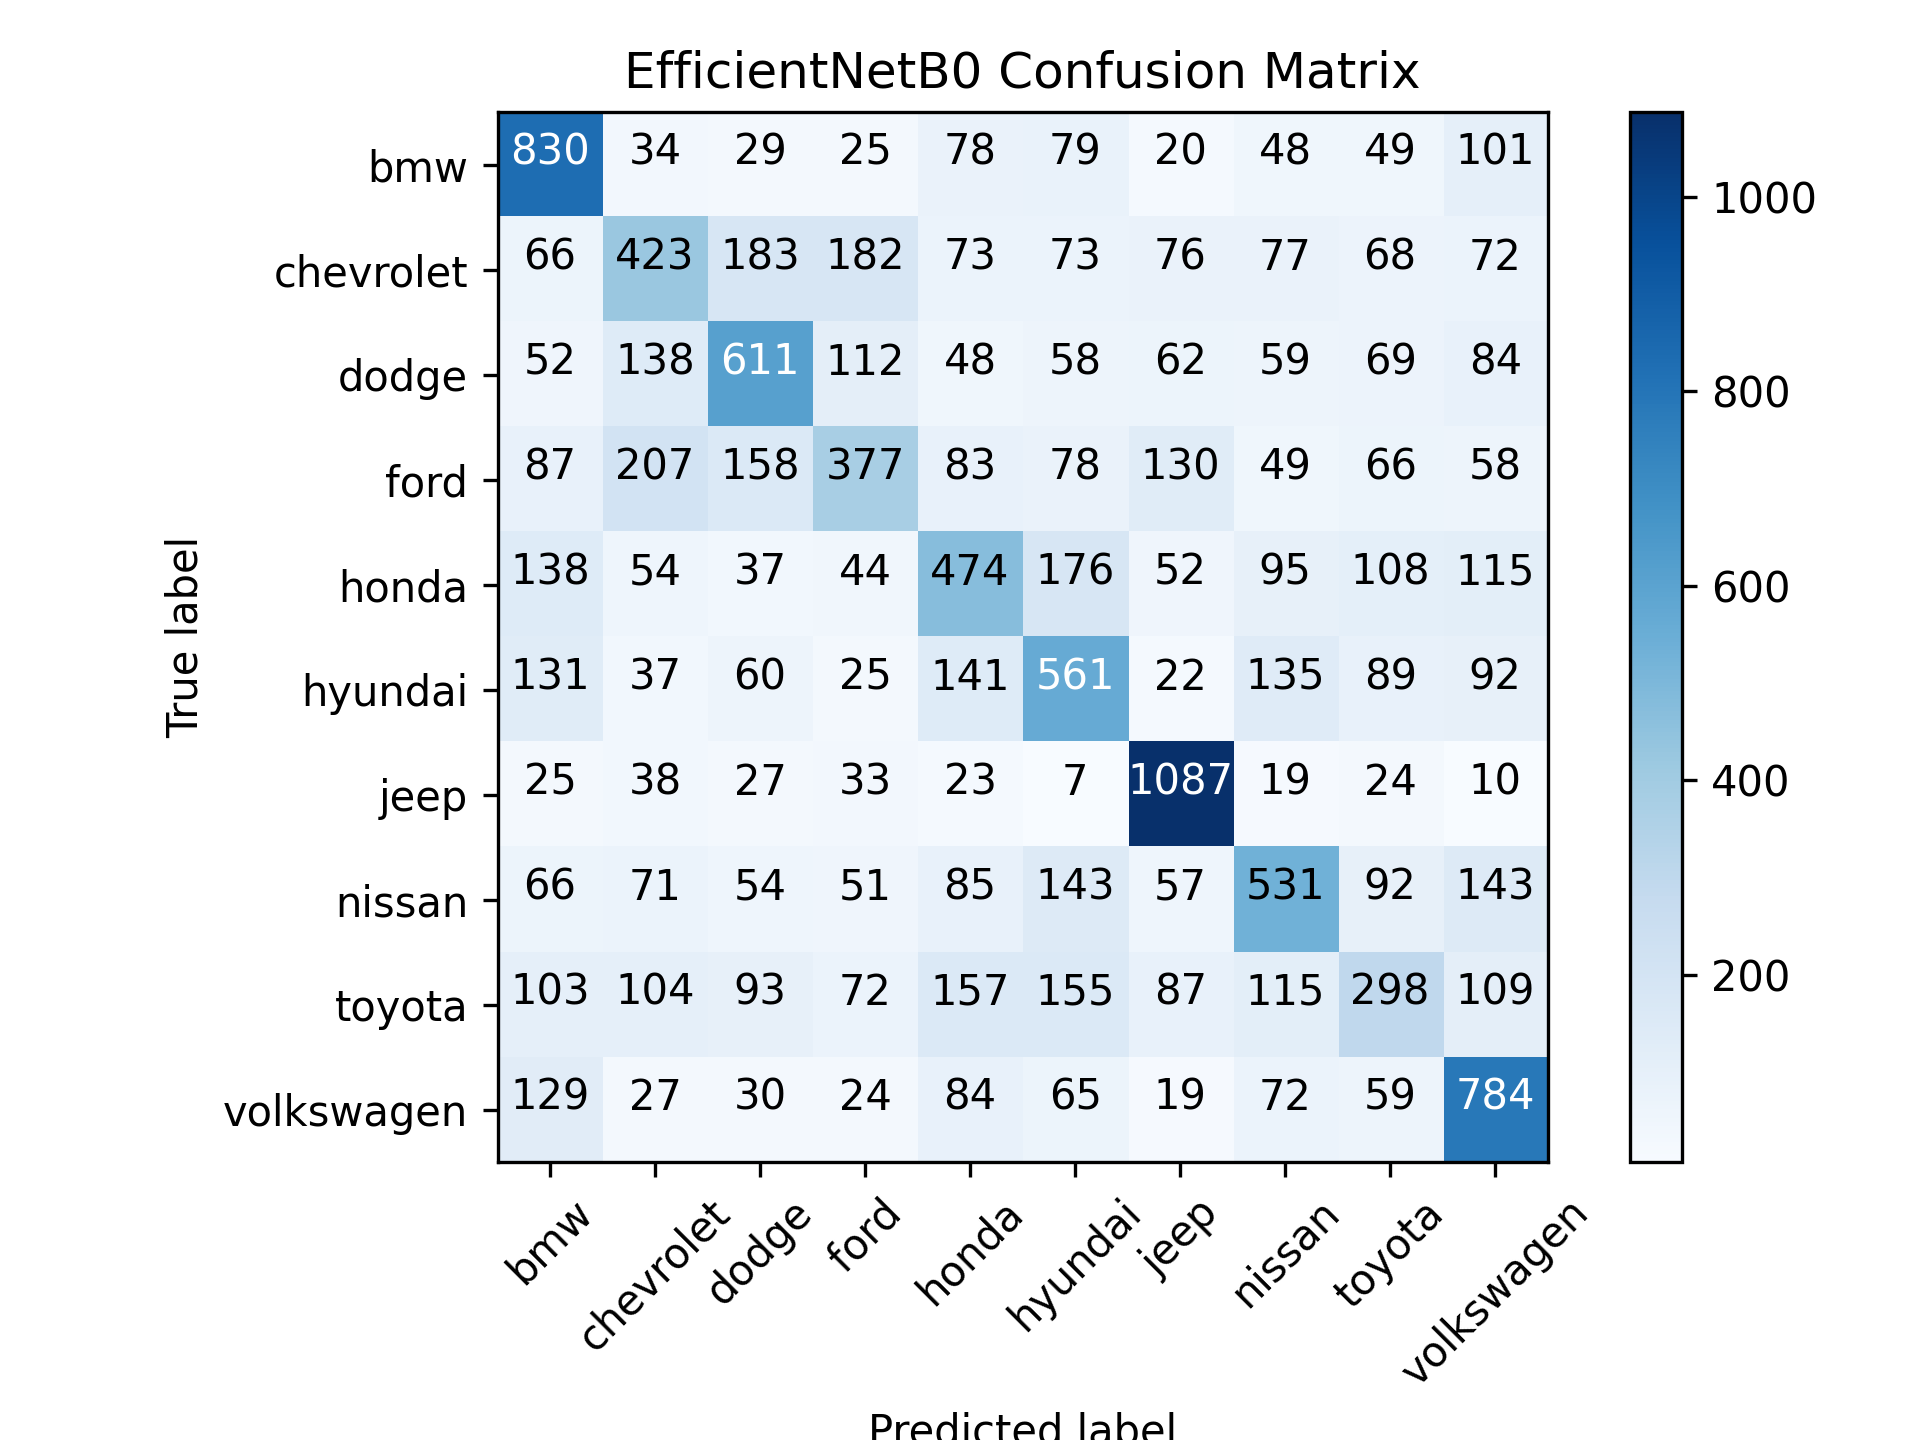 EfficientNetB0 Confusion Matrix
bmw 830 34 29 25 78 79 20 48 49 101
chevrolet 66 423 183 182 73 73 76 77 68 72
dodge 52 138 611 112 48 58 62 59 69 84
ford 87 207 158 377 83 78 130 49 66 58
honda 138 54 37 44 474 176 52 95 108 115
hyundai 131 37 60 25 141 561 22 135 89 92
jeep 25 38 27 33 23 7 1087 19 24 10
nissan 66 71 54 51 85 143 57 531 92 143
toyota 103 104 93 72 157 155 87 115 298 109
volkswagen 129 27 30 24 84 65 19 72 59 784
True label
bmw chevrolet dodge ford honda hyundai jeep nissan toyota volkswagen
Predicted label
1000
800
600
400
200